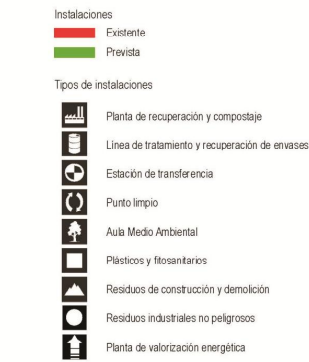 Instalaciones
Existente
Prevista
Tipos de instalaciones
Planta de recuperación y compostaje
Línea de tratamiento y recuperación de envases
Estación de transferencia
Punto limpio
Aula Medio Ambiental
Plásticos y fitosanitarios
Residuos de construcción y demolición
Residuos industriales no peligrosos
Planta de valorización energética